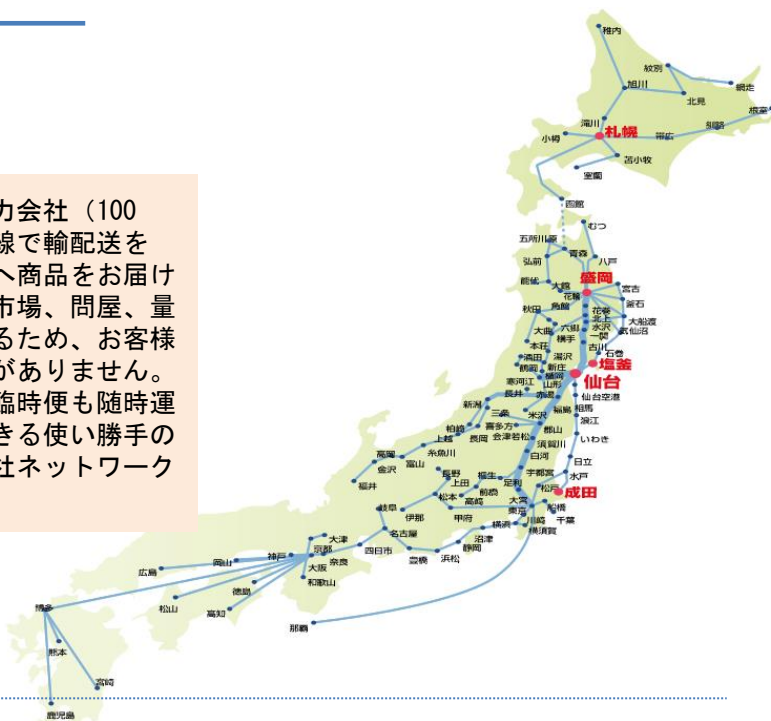 力会社（100
線で輸配送を
へ商品をお届け
市場、問屋、量
るため、お客様
がありません。
臨時便も随時運
きる使い勝手の
社ネットワーク
稚内
紋別
旭川
網走
北見
根室
滝川
札幌
釧路
小樽
帯広
苫小牧
室蘭
函館
むつ
五所川原
青森
弘前
八戸
能代
大館
盛岡
宮古
花輪
釜石
秋田
角館
花巻
北上
大船渡
大曲
六郷
水沢
気仙沼
横手
一関
本荘
古川
石巻
酒田
湯沢
塩釜
鶴岡
新庄
楯岡
仙台
寒河江
山形
仙台空港
長井
赤湯
新潟
相馬
三条
米沢
福島
浪江
柏崎
喜多方
郡山
上越
長岡
会津若松
いわき
須賀川
高岡
糸魚川
白河
金沢
富山
日立
長野
宇都宮
水戸
福井
上田
桐生
足利
松戸
成田
松本
前橋
高崎
大宮
岐阜
伊那
甲府
東京
船橋
千葉
川崎
横浜
横須賀
名古屋
沼津
大津
静岡
京都
四日市
豊橋
浜松
神戸
奈良
岡山
大阪
広島
和歌山
徳島
松山
高知
博多
那覇
熊本
宮崎
鹿児島